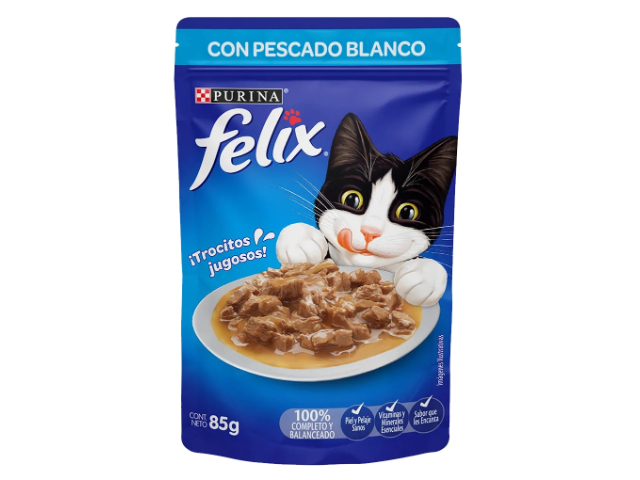 CON PESCADO BLANCO
PURINA®
felix®
¡Trocitos
jugosos!
Imágenes Ilustrativas
CONT.
NETO 85g
100%
COMPLETO Y
BALANCEADO
Piel y Pelaje
Sanos
Vitaminas y
Minerales
Esenciales
Sabor que
les Encanta